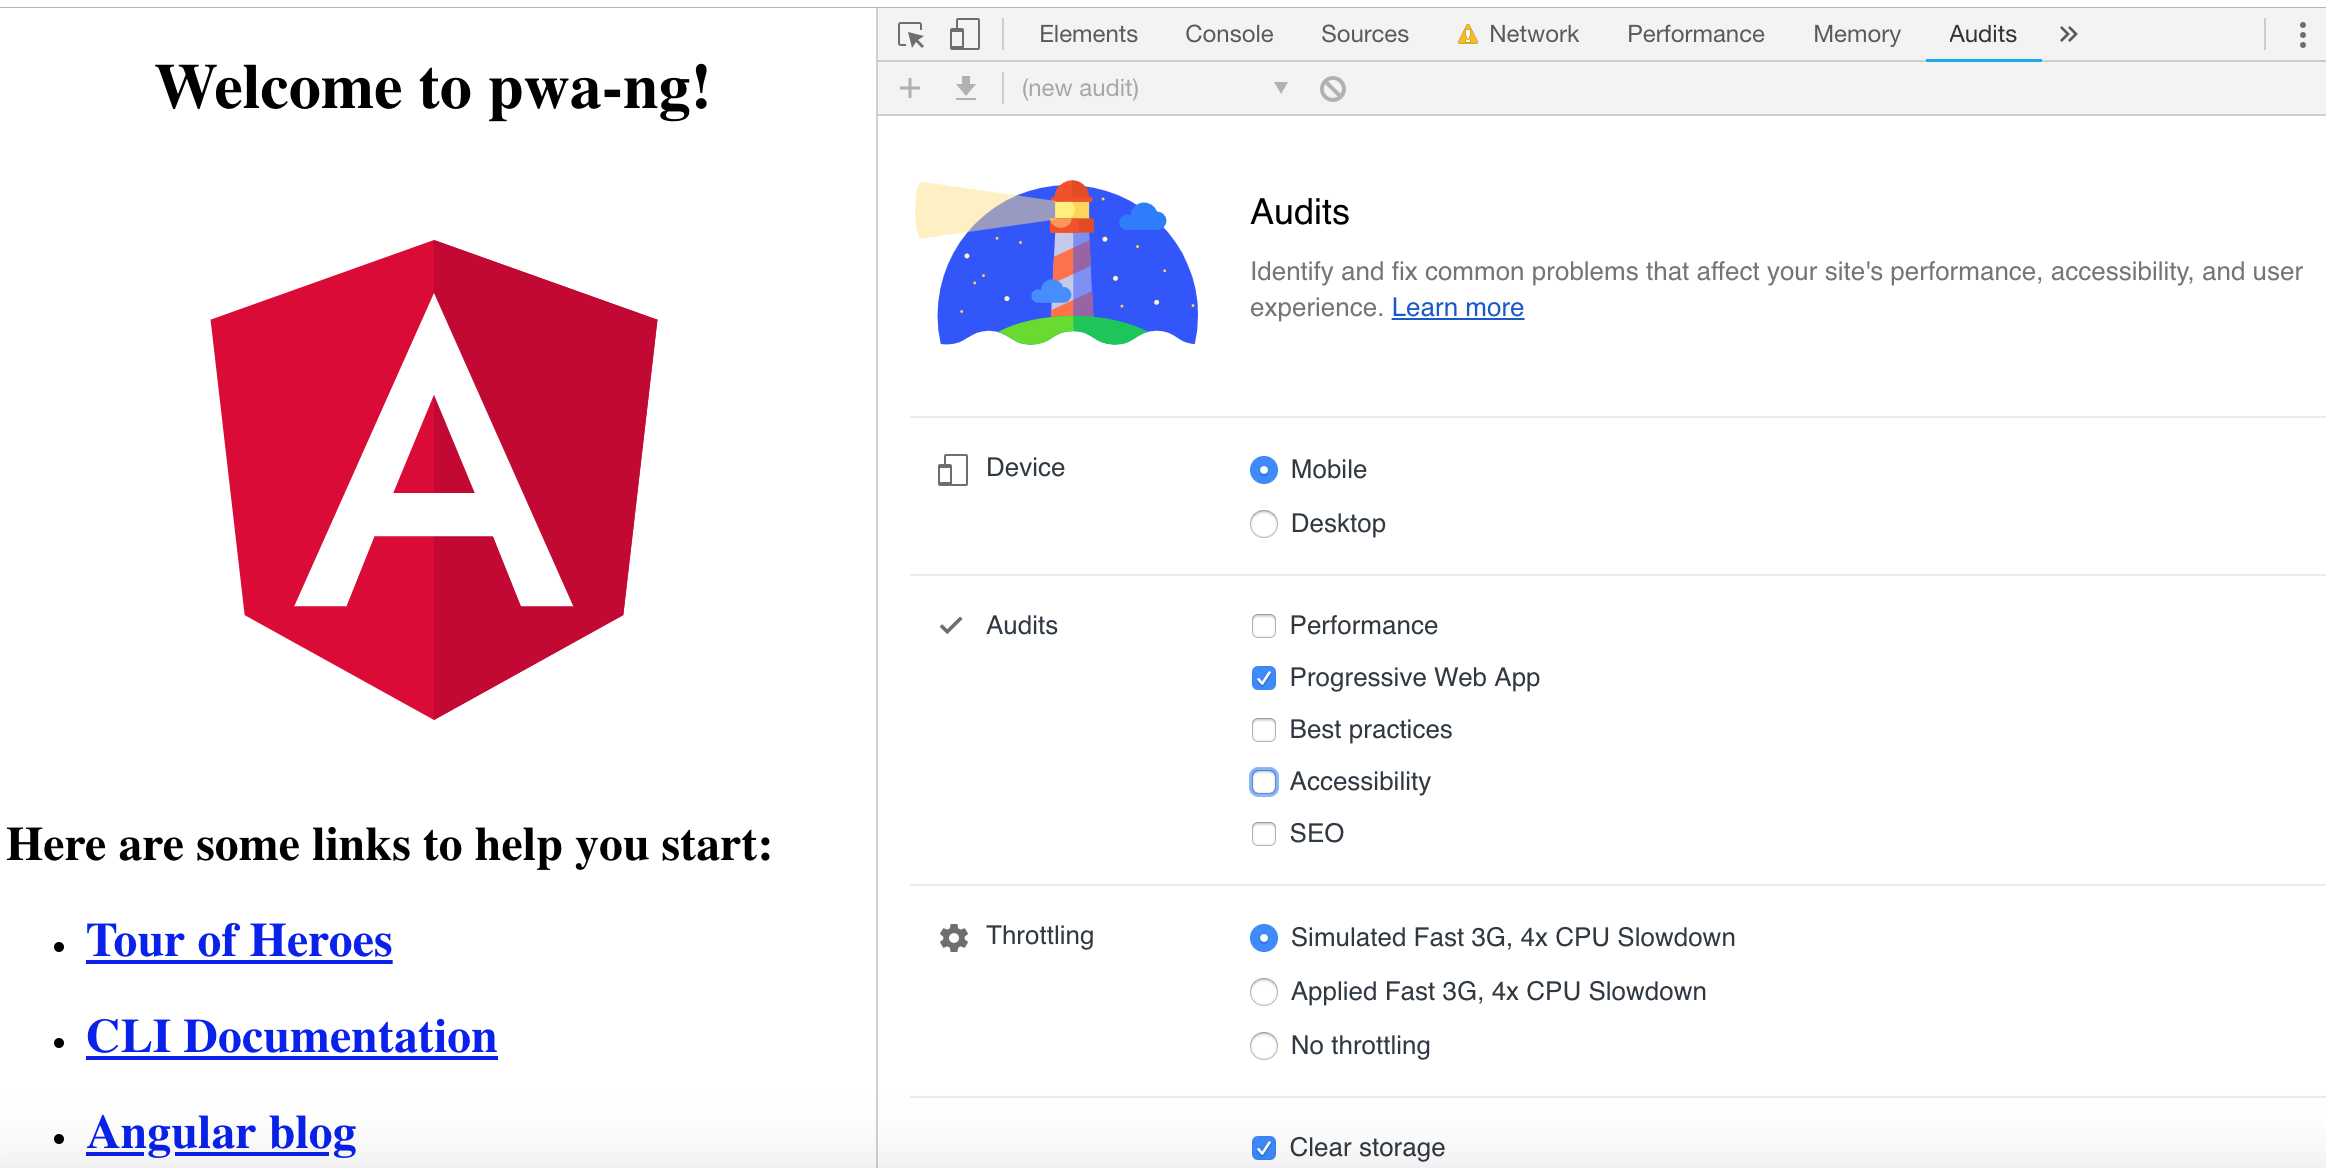 Welcome to pwa-ng!
A
Here are some links to help you start:
Tour of Heroes
CLI Documentation
Angular blog
Elements Console Sources Network Performance Memory Audits
(new audit)
Audits
Identify and fix common problems that affect your site's performance, accessibility, and user
experience. Learn more
Device
Mobile
Desktop
Audits
Performance
Progressive Web App
Best practices
Accessibility
SEO
Throttling
Simulated Fast 3G, 4x CPU Slowdown
Applied Fast 3G, 4x CPU Slowdown
No throttling
Clear storage